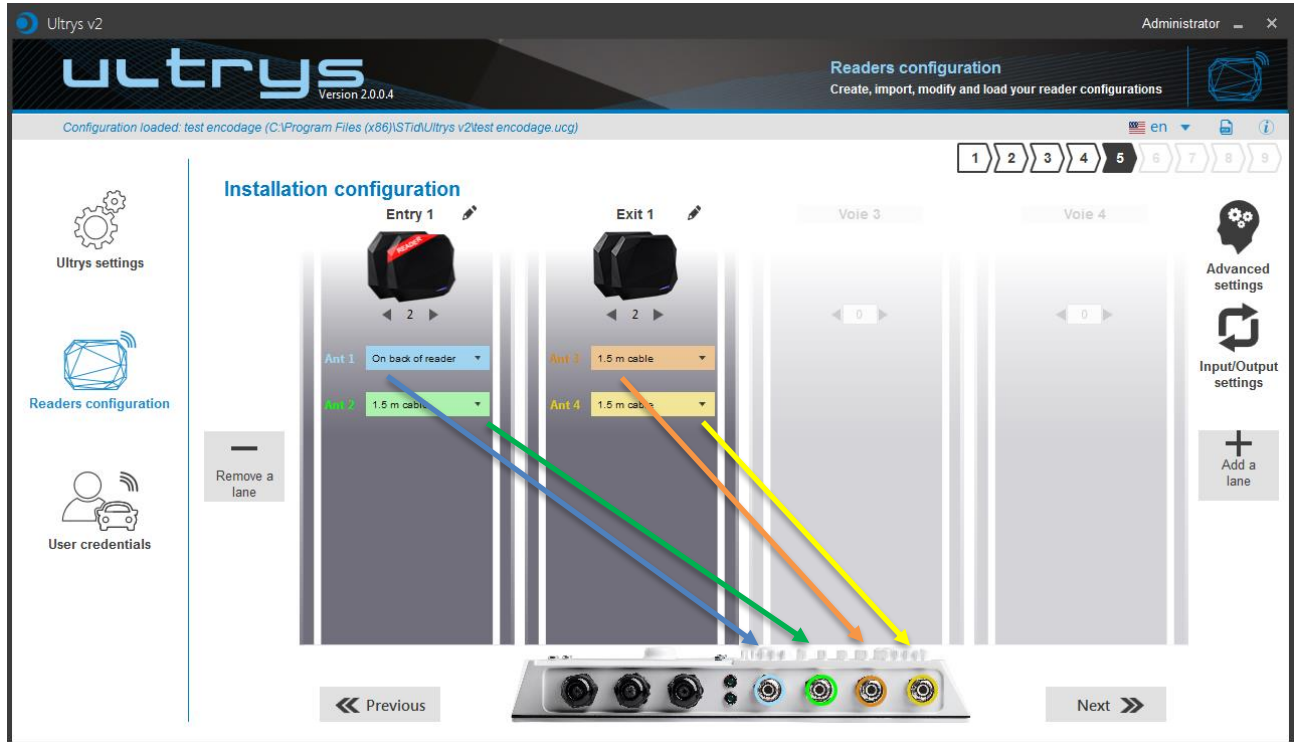 Ultrys v2
Administrator
ultrys
Version 2.0.0.4
Readers configuration
Create, import, modify and load your reader configurations
Configuration loaded: test encodage (C:\Program Files (x86)\STid\Ultrys v2\test encodage.ucg)
en
1 2 3 4 5 6 7 8 9
Installation configuration
Entry 1
Exit 1
Voie 3
Voie 4
READER
2
2
0
0
Ant 1 On back of reader
Ant 3 1.5 m cable
Ant 2 1.5 m cable
Ant 4 1.5 m cable
Ultrys settings
Readers configuration
User credentials
Remove a
lane
Advanced
settings
Input/Output
settings
Add a
lane
Previous
Next